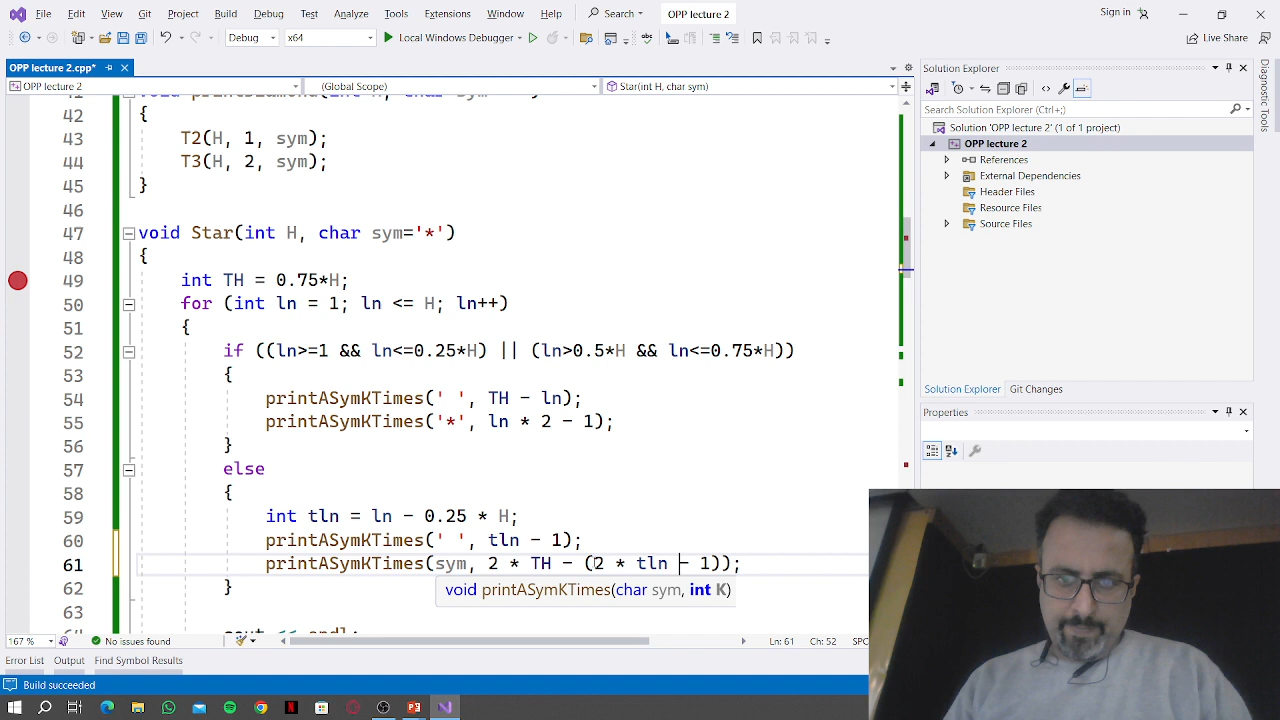 File Edit View Git Project Build Debug Test Analyze Tools Extensions Window Help Search OPP lecture 2 Sign in
Debug x64 Local Windows Debugger Live Share
OPP lecture 2.cpp*
OPP lecture 2 (Global Scope) Star(int H, char sym)
42 {
43 T2(H, 1, sym);
44 T3(H, 2, sym);
45 }
46
47 void Star(int H, char sym='*')
48 {
49 int TH = 0.75*H;
50 for (int ln = 1; ln <= H; ln++)
51 {
52 if ((ln>=1 && ln<=0.25*H) || (ln>0.5*H && ln<=0.75*H))
53 {
54 printASymKTimes(' ', TH - ln);
55 printASymKTimes('*', ln * 2 - 1);
56 }
57 else
58 {
59 int tln = ln - 0.25 * H;
60 printASymKTimes(' ', tln - 1);
61 printASymKTimes(sym, 2 * TH - (2 * tln - 1));
void printASymKTimes(char sym, int K)
62 }
63
167 % No issues found Ln: 61 Ch: 52
Error List Output Find Symbol Results
Build succeeded
Solution Explorer
Search Solution Explorer (Ctrl+;)
Solution 'OPP lecture 2' (1 of 1 project)
OPP lecture 2
References
External Dependencies
Header Files
Resource Files
Source Files
Solution Explorer Git Changes
Properties
Diagnostic Tools